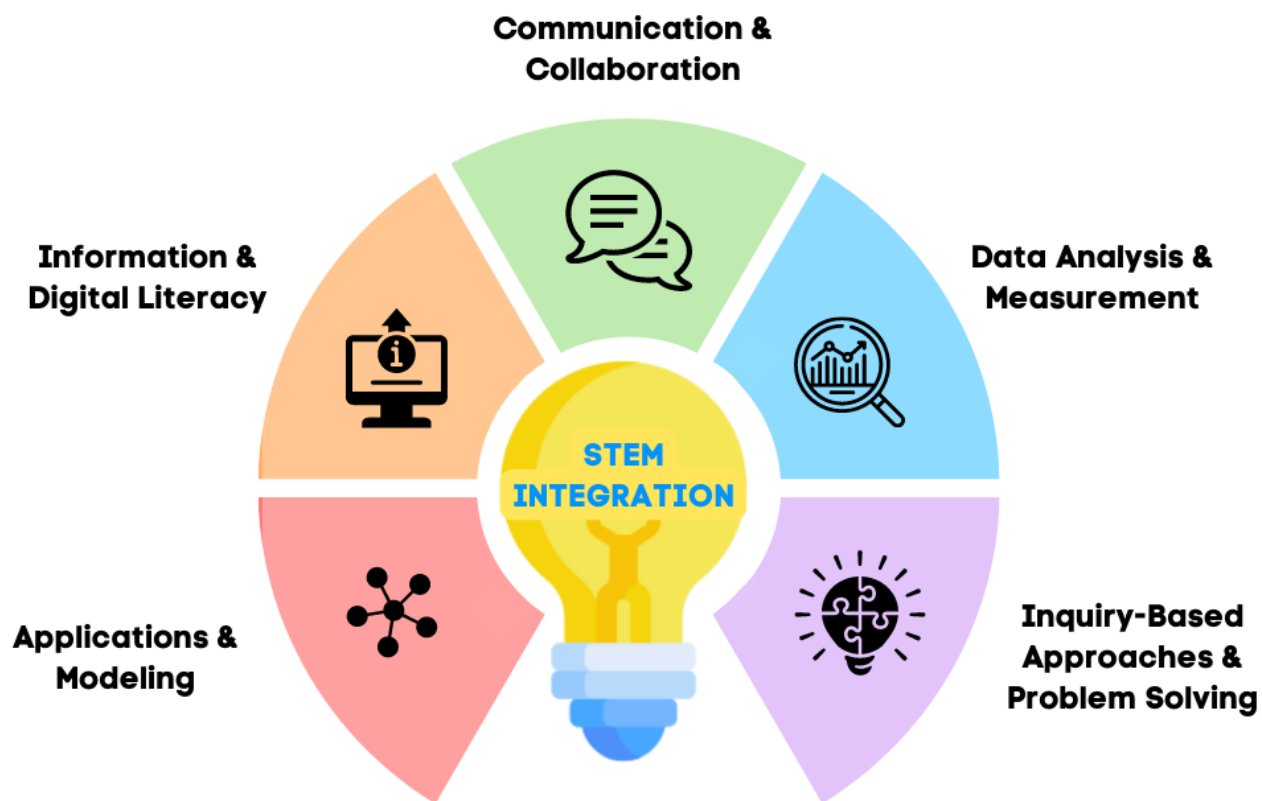 Communication &
Collaboration
Information &
Digital Literacy
Data Analysis &
Measurement
i
STEM
INTEGRATION
Applications &
Modeling
Inquiry-Based
Approaches &
Problem Solving